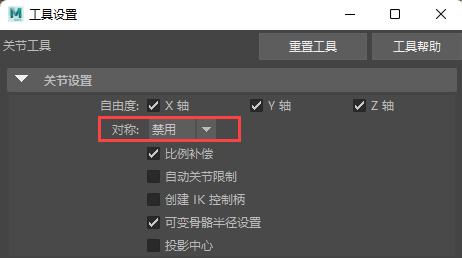 工具设置
关节工具 重置工具 工具帮助
关节设置
自由度: X 轴 Y 轴 Z 轴
对称: 禁用
比例补偿
自动关节限制
创建 IK 控制柄
可变骨骼半径设置
投影中心